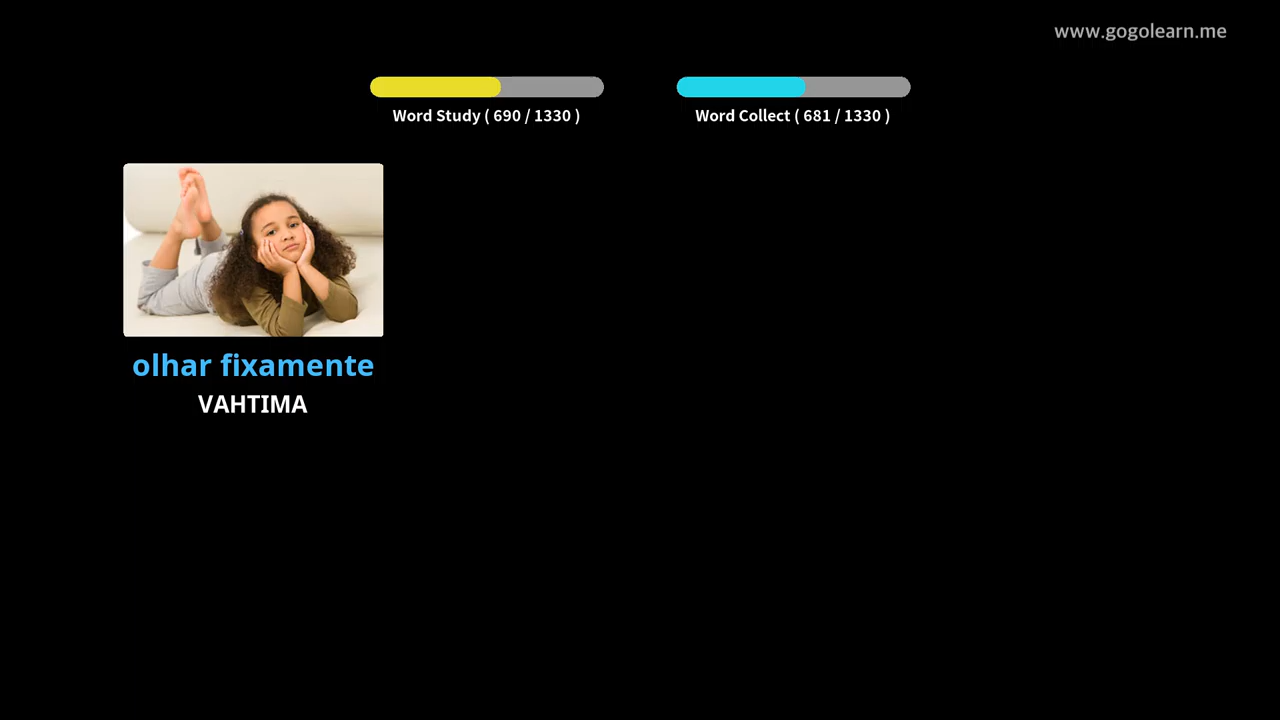 www.gogolearn.me
Word Study ( 690 / 1330 )
Word Collect ( 681 / 1330 )
olhar fixamente
VAHTIMA